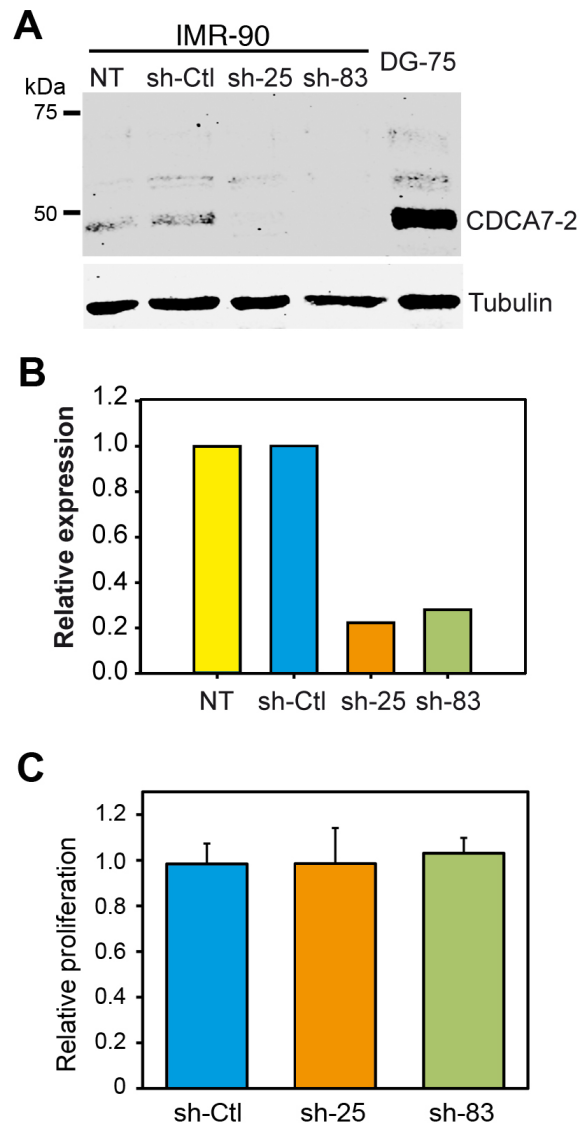 A
IMR-90
NT sh-Ctl sh-25 sh-83 DG-75
kDa
75
50
CDCA7-2
Tubulin
B
Relative expression
1.2
1.0
0.8
0.6
0.4
0.2
0.0
NT sh-Ctl sh-25 sh-83
C
Relative proliferation
1.2
1.0
0.8
0.6
0.4
0.2
0
sh-Ctl sh-25 sh-83